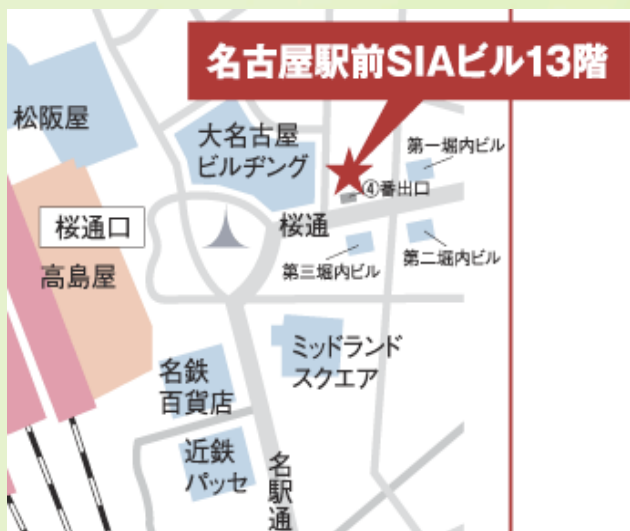 名古屋駅前SIAビル13階
松阪屋
大名古屋
ビルヂング
第一堀内ビル
④番出口
桜通口
桜通
高島屋
第三堀内ビル
第二堀内ビル
ミッドランド
スクエア
名鉄
百貨店
近鉄
パッセ
名駅通